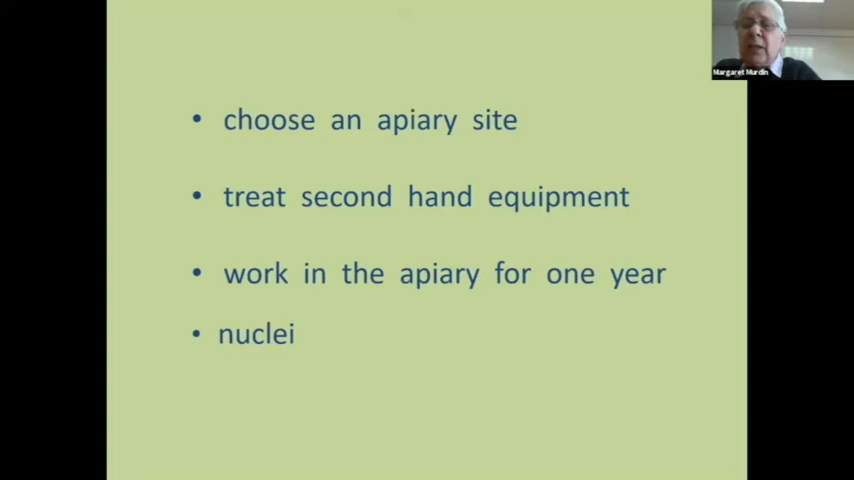 Margaret Murdin
• choose an apiary site
• treat second hand equipment
• work in the apiary for one year
• nuclei